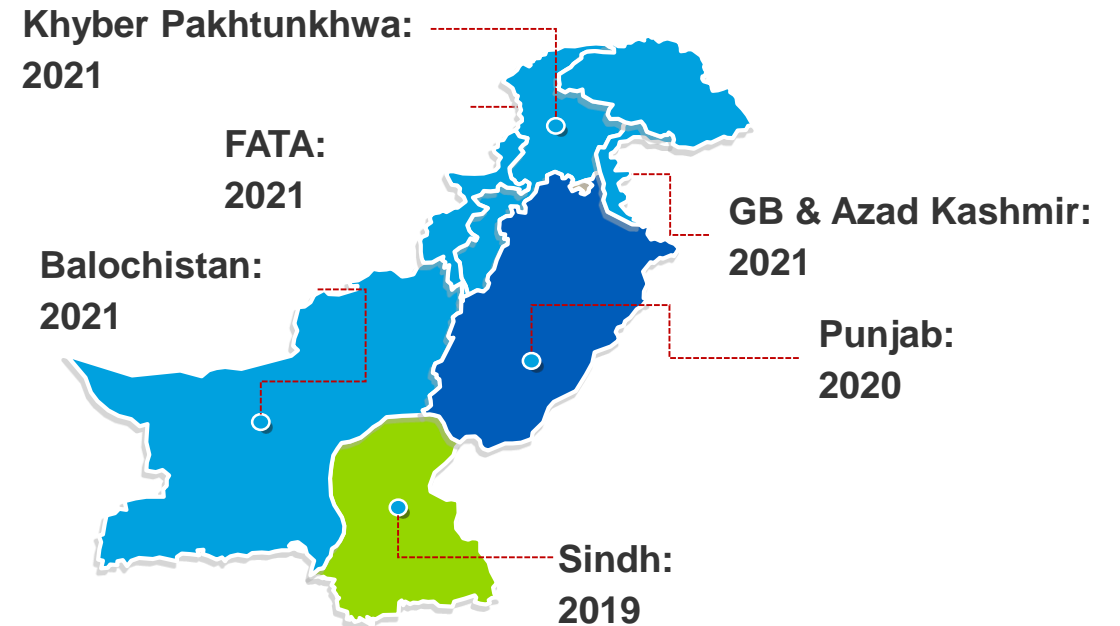 Khyber Pakhtunkhwa:
2021
FATA:
2021
GB & Azad Kashmir:
2021
Balochistan:
2021
Punjab:
2020
Sindh:
2019